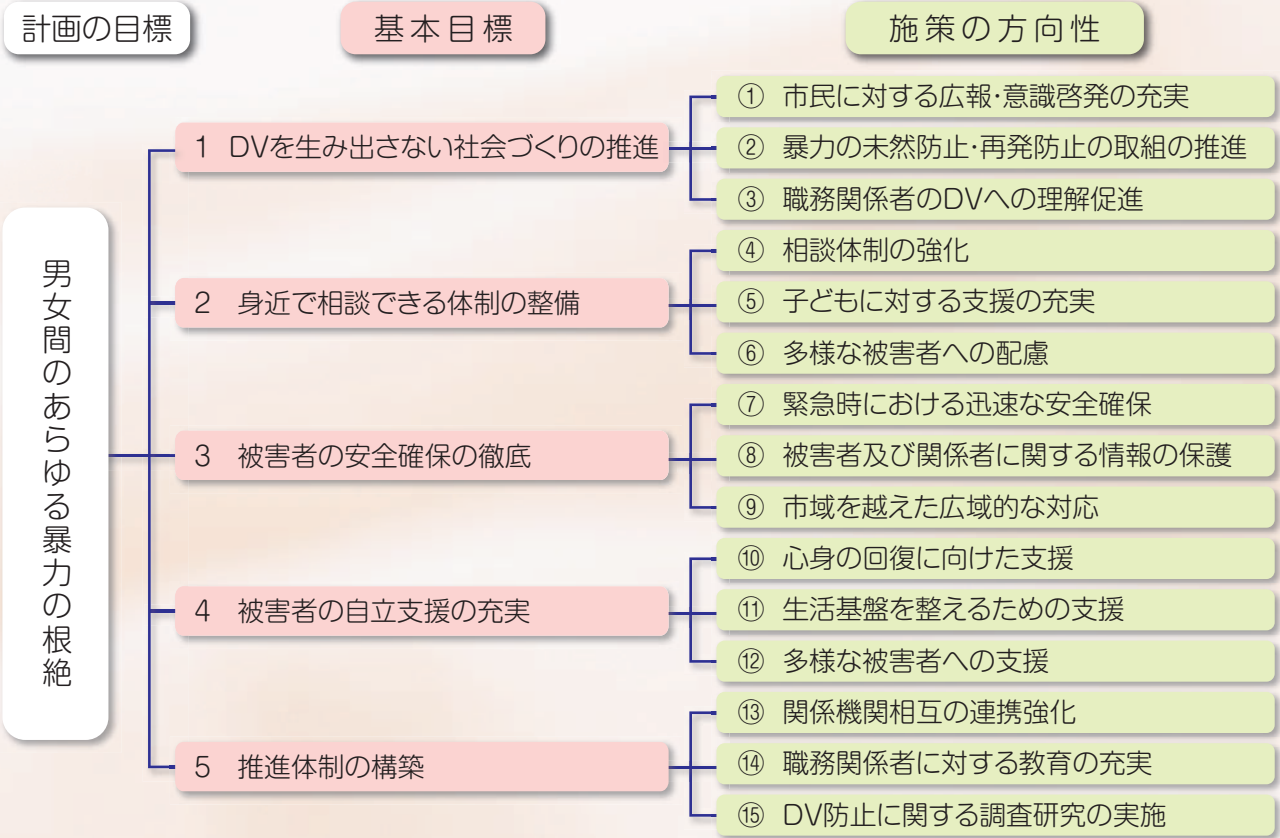 計画の目標
基本目標
施策の方向性
男女間のあらゆる暴力の根絶
1 DVを生み出さない社会づくりの推進
① 市民に対する広報・意識啓発の充実
② 暴力の未然防止・再発防止の取組の推進
③ 職務関係者のDVへの理解促進
2 身近で相談できる体制の整備
④ 相談体制の強化
⑤ 子どもに対する支援の充実
⑥ 多様な被害者への配慮
3 被害者の安全確保の徹底
⑦ 緊急時における迅速な安全確保
⑧ 被害者及び関係者に関する情報の保護
⑨ 市域を越えた広域的な対応
4 被害者の自立支援の充実
⑩ 心身の回復に向けた支援
⑪ 生活基盤を整えるための支援
⑫ 多様な被害者への支援
5 推進体制の構築
⑬ 関係機関相互の連携強化
⑭ 職務関係者に対する教育の充実
⑮ DV防止に関する調査研究の実施